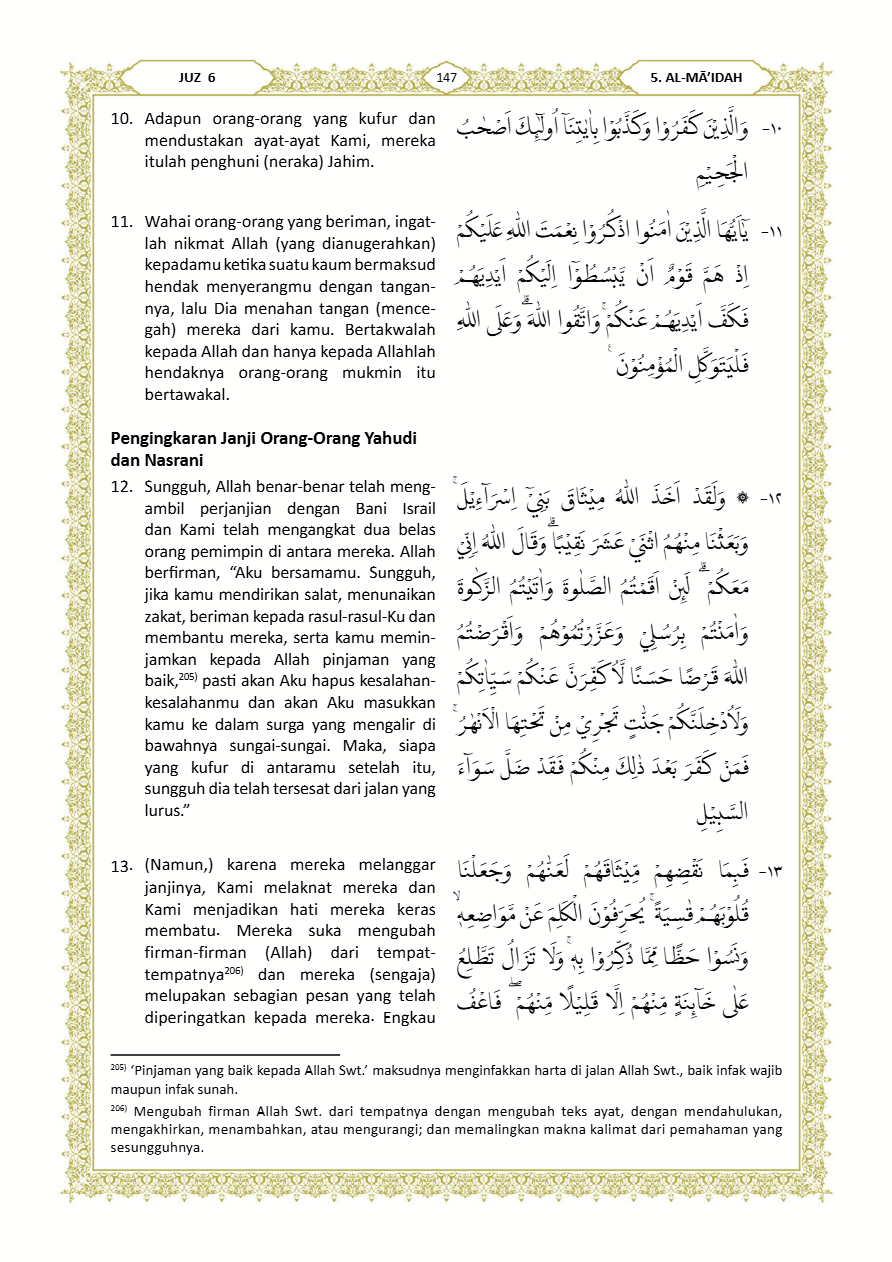 JUZ 6
147
5. AL-MĀ’IDAH
10. Adapun orang-orang yang kufur dan
mendustakan ayat-ayat Kami, mereka
itulah penghuni (neraka) Jahim.
١٠- وَالَّذِيْنَ كَفَرُوْا وَكَذَّبُوْا بِاٰيٰتِنَآ اُولٰۤىِٕكَ اَصْحٰبُ
الْجَحِيْمِ
11. Wahai orang-orang yang beriman, ingat-
lah nikmat Allah (yang dianugerahkan)
kepadamu ketika suatu kaum bermaksud
hendak menyerangmu dengan tangan-
nya, lalu Dia menahan tangan (mence-
gah) mereka dari kamu. Bertakwalah
kepada Allah dan hanya kepada Allahlah
hendaknya orang-orang mukmin itu
bertawakal.
١١- يٰٓاَيُّهَا الَّذِيْنَ اٰمَنُوا اذْكُرُوْا نِعْمَتَ اللّٰهِ عَلَيْكُمْ
اِذْ هَمَّ قَوْمٌ اَنْ يَّبْسُطُوْٓا اِلَيْكُمْ اَيْدِيَهُمْ
فَكَفَّ اَيْدِيَهُمْ عَنْكُمْۚ وَاتَّقُوا اللّٰهَ ۗوَعَلَى اللّٰهِ
فَلْيَتَوَكَّلِ الْمُؤْمِنُوْنَ ࣖ
Pengingkaran Janji Orang-Orang Yahudi
dan Nasrani
12. Sungguh, Allah benar-benar telah meng-
ambil perjanjian dengan Bani Israil
dan Kami telah mengangkat dua belas
orang pemimpin di antara mereka. Allah
berfirman, “Aku bersamamu. Sungguh,
jika kamu mendirikan salat, menunaikan
zakat, beriman kepada rasul-rasul-Ku dan
membantu mereka, serta kamu memin-
jamkan kepada Allah pinjaman yang
baik,²⁰⁵⁾ pasti akan Aku hapus kesalahan-
kesalahanmu dan akan Aku masukkan
kamu ke dalam surga yang mengalir di
bawahnya sungai-sungai. Maka, siapa
yang kufur di antaramu setelah itu,
sungguh dia telah tersesat dari jalan yang
lurus.”
١٢- ۞ وَلَقَدْ اَخَذَ اللّٰهُ مِيْثَاقَ بَنِيْٓ اِسْرَاۤءِيْلَۚ
وَبَعَثْنَا مِنْهُمُ اثْنَيْ عَشَرَ نَقِيْبًاۗ وَقَالَ اللّٰهُ اِنِّيْ
مَعَكُمْ ۗ لَىِٕنْ اَقَمْتُمُ الصَّلٰوةَ وَاٰتَيْتُمُ الزَّكٰوةَ
وَاٰمَنْتُمْ بِرُسُلِيْ وَعَزَّرْتُمُوْهُمْ وَاَقْرَضْتُمُ
اللّٰهَ قَرْضًا حَسَنًا لَّاُكَفِّرَنَّ عَنْكُمْ سَيِّاٰتِكُمْ
وَلَاُدْخِلَنَّكُمْ جَنّٰتٍ تَجْرِيْ مِنْ تَحْتِهَا الْاَنْهٰرُۚ
فَمَنْ كَفَرَ بَعْدَ ذٰلِكَ مِنْكُمْ فَقَدْ ضَلَّ سَوَاۤءَ
السَّبِيْلِ
13. (Namun,) karena mereka melanggar
janjinya, Kami melaknat mereka dan
Kami menjadikan hati mereka keras
membatu. Mereka suka mengubah
firman-firman (Allah) dari tempat-
tempatnya²⁰⁶⁾ dan mereka (sengaja)
melupakan sebagian pesan yang telah
diperingatkan kepada mereka. Engkau
١٣- فَبِمَا نَقْضِهِمْ مِّيْثَاقَهُمْ لَعَنّٰهُمْ وَجَعَلْنَا
قُلُوْبَهُمْ قٰسِيَةً ۚ يُحَرِّفُوْنَ الْكَلِمَ عَنْ مَّوَاضِعِهٖۙ
وَنَسُوْا حَظًّا مِّمَّا ذُكِّرُوْا بِهٖۚ وَلَا تَزَالُ تَطَّلِعُ
عَلٰى خَاۤىِٕنَةٍ مِّنْهُمْ اِلَّا قَلِيْلًا مِّنْهُمْ ۖ فَاعْفُ
²⁰⁵⁾ ‘Pinjaman yang baik kepada Allah Swt.’ maksudnya menginfakkan harta di jalan Allah Swt., baik infak wajib
maupun infak sunah.
²⁰⁶⁾ Mengubah firman Allah Swt. dari tempatnya dengan mengubah teks ayat, dengan mendahulukan,
mengakhirkan, menambahkan, atau mengurangi; dan memalingkan makna kalimat dari pemahaman yang
sesungguhnya.